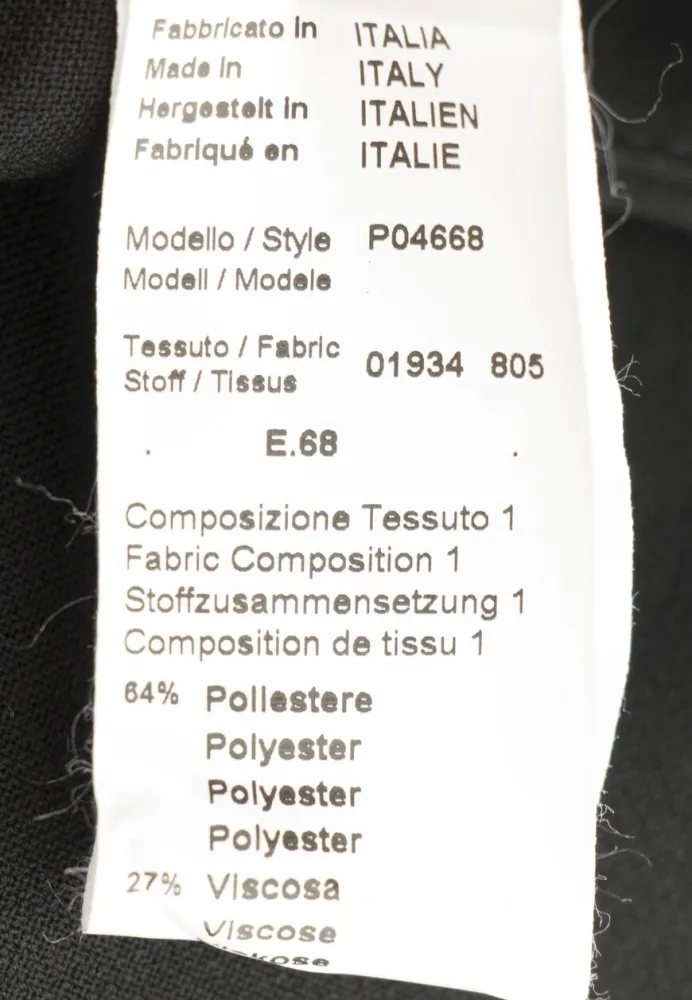 Fabbricato in ITALIA
Made in ITALY
Hergestelt in ITALIEN
Fabriqué en ITALIE
Modello / Style P04668
Modell / Modele
Tessuto / Fabric 01934 805
Stoff / Tissus
E.68
Composizione Tessuto 1
Fabric Composition 1
Stoffzusammensetzung 1
Composition de tissu 1
64% Poliestere
Polyester
Polyester
Polyester
27% Viscosa
Viscose